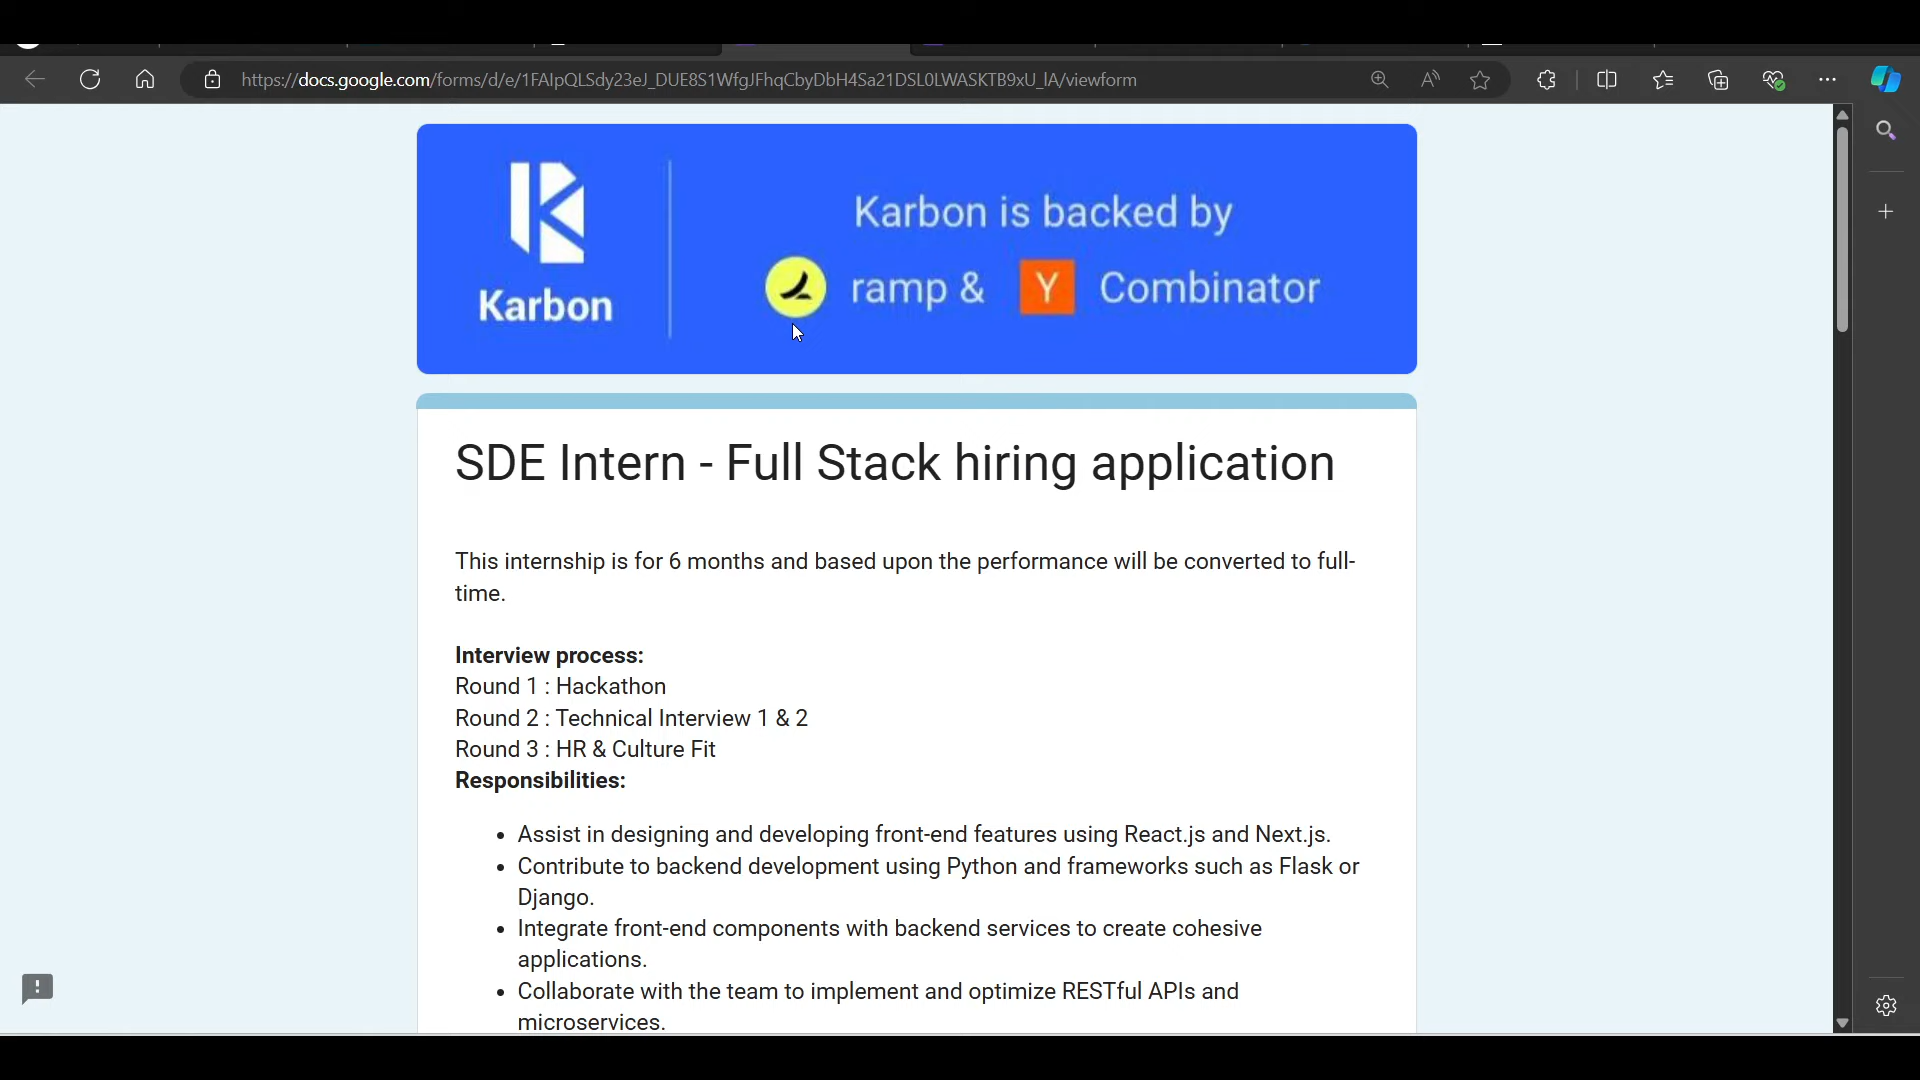 https://docs.google.com/forms/d/e/1FAIpQLSdy23eJ_DUE8S1WfgJFhqCbyDbH4Sa21DSL0LWASKTB9xU_lA/viewform
Karbon
Karbon is backed by
ramp & Y Combinator
SDE Intern - Full Stack hiring application
This internship is for 6 months and based upon the performance will be converted to full-
time.
Interview process:
Round 1 : Hackathon
Round 2 : Technical Interview 1 & 2
Round 3 : HR & Culture Fit
Responsibilities:
• Assist in designing and developing front-end features using React.js and Next.js.
• Contribute to backend development using Python and frameworks such as Flask or
Django.
• Integrate front-end components with backend services to create cohesive
applications.
• Collaborate with the team to implement and optimize RESTful APIs and
microservices.